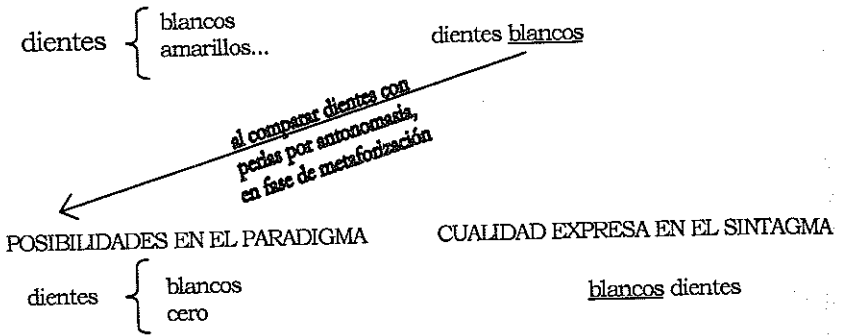 dientes { blancos
amarillos...
dientes blancos
al comparar dientes con
perlas por antonomasia,
en fase de metaforización
POSIBILIDADES EN EL PARADIGMA
CUALIDAD EXPRESA EN EL SINTAGMA
dientes { blancos
cero
blancos dientes